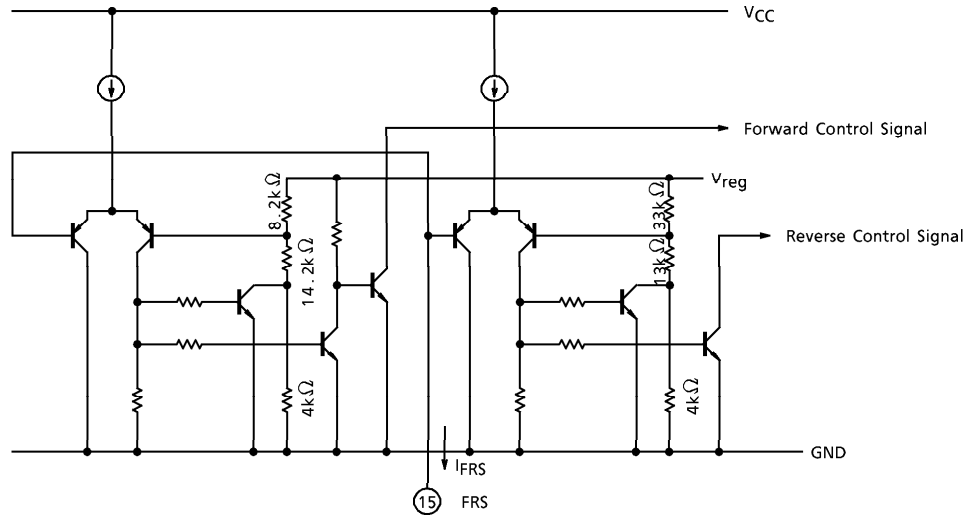 VCC
Forward Control Signal
Vreg
8.2kΩ
33kΩ
Reverse Control Signal
14.2kΩ
13kΩ
4kΩ
4kΩ
GND
IFRS
15 FRS